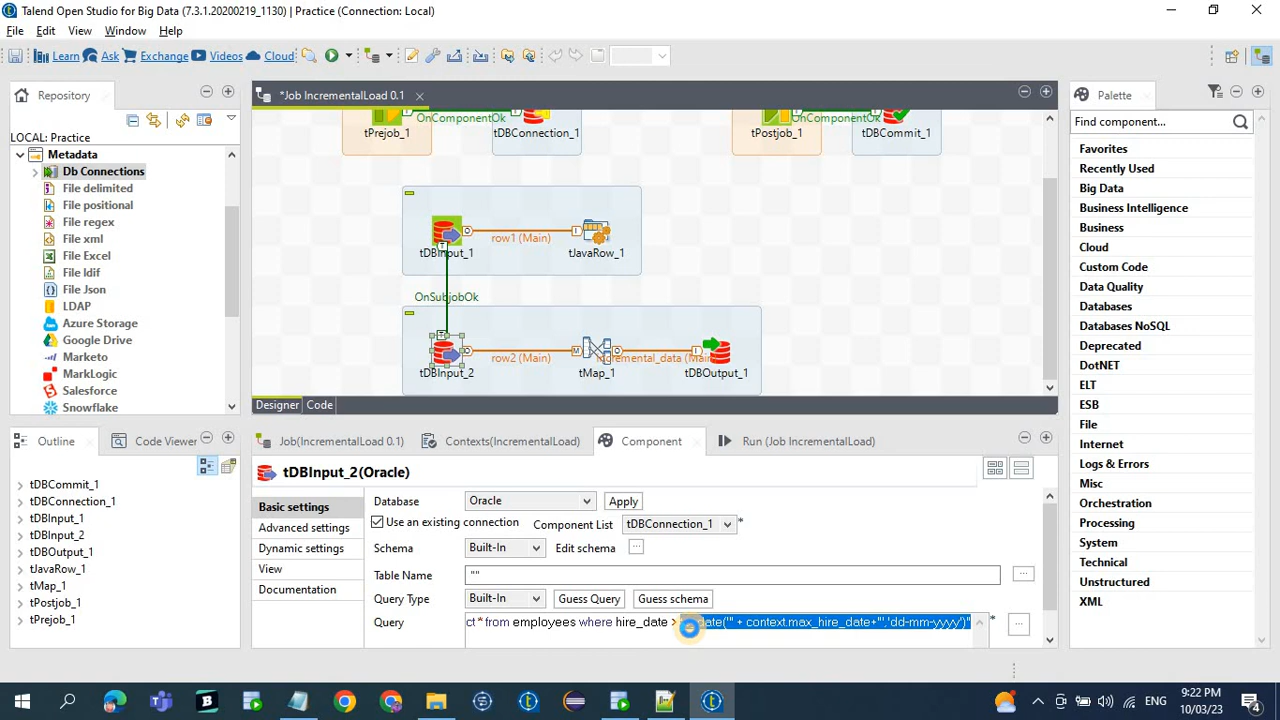 Talend Open Studio for Big Data (7.3.1.20200219_1130) | Practice (Connection: Local)
File Edit View Window Help
Learn Ask Exchange Videos Cloud
Repository
LOCAL: Practice
Metadata
Db Connections
File delimited
File positional
File regex
File xml
File Excel
File ldif
File Json
LDAP
Azure Storage
Google Drive
Marketo
MarkLogic
Salesforce
Snowflake
*Job IncrementalLoad 0.1
OnComponentOk
OnComponentOk
tPrejob_1
tDBConnection_1
tPostjob_1
tDBCommit_1
row1 (Main)
tDBInput_1
tJavaRow_1
OnSubjobOk
row2 (Main)
tDBInput_2
tMap_1
tDBOutput_1
Designer Code
Palette
Find component...
Favorites
Recently Used
Big Data
Business Intelligence
Business
Cloud
Custom Code
Data Quality
Databases
Databases NoSQL
Deprecated
DotNET
ELT
ESB
File
Internet
Logs & Errors
Misc
Orchestration
Processing
System
Technical
Unstructured
XML
Outline
Code Viewer
tDBCommit_1
tDBConnection_1
tDBInput_1
tDBInput_2
tDBOutput_1
tJavaRow_1
tMap_1
tPostjob_1
tPrejob_1
Job(IncrementalLoad 0.1)
Contexts(IncrementalLoad)
Component
Run (Job IncrementalLoad)
tDBInput_2(Oracle)
Basic settings
Advanced settings
Dynamic settings
View
Documentation
Database Oracle Apply
Use an existing connection Component List tDBConnection_1 *
Schema Built-In Edit schema ...
Table Name "" ...
Query Type Built-In Guess Query Guess schema
Query ct * from employees where hire_date > date('" + context.max_hire_date+"','dd-mm-yyyy')" * ...
ENG
9:22 PM
10/03/23
4